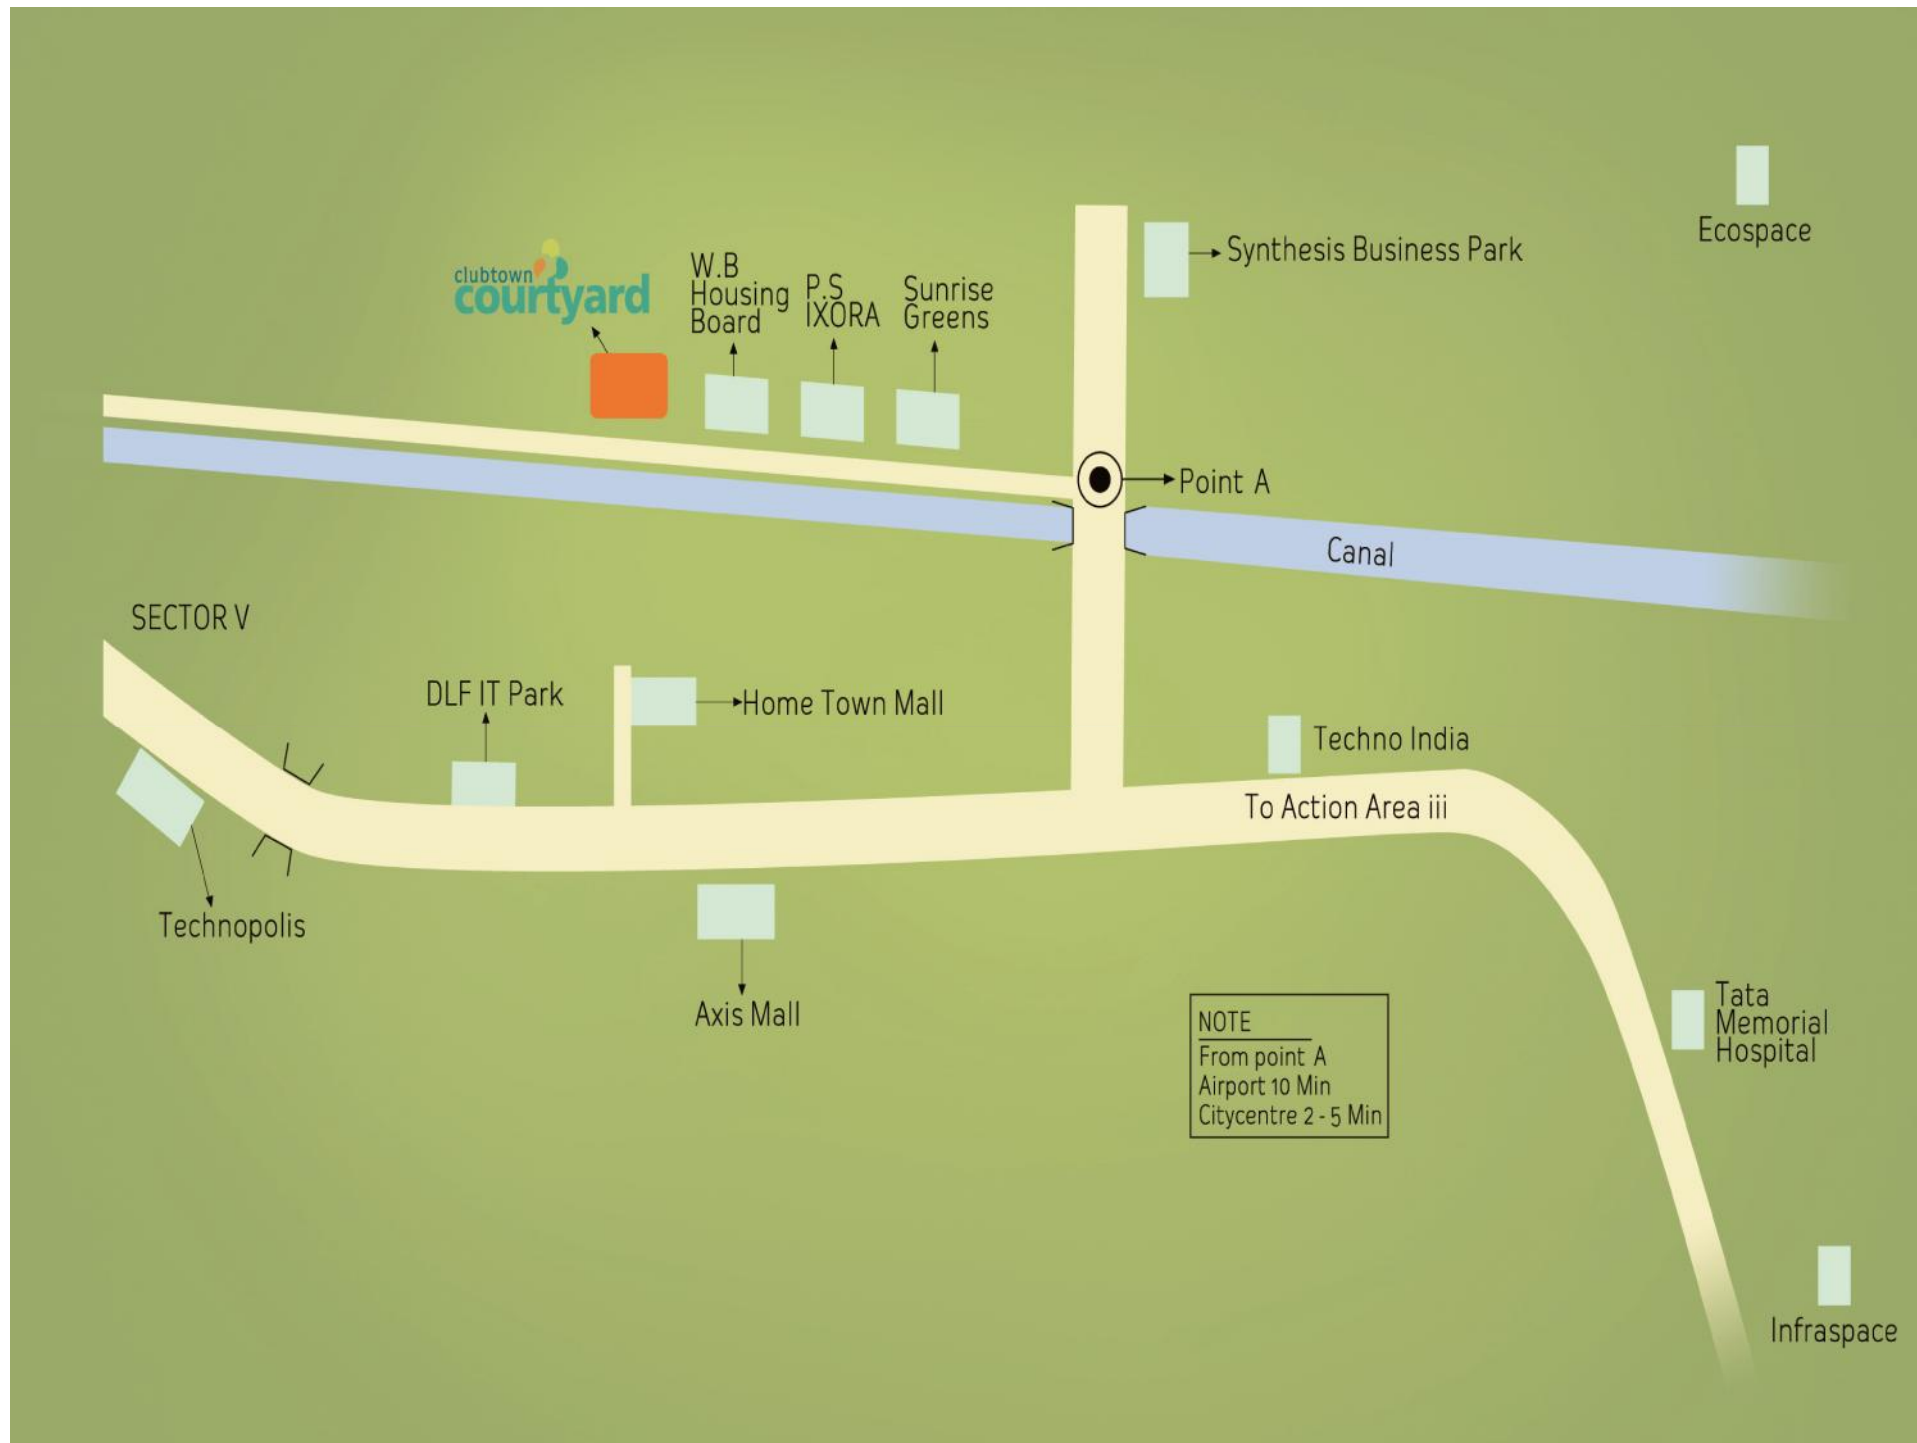 Ecospace
Synthesis Business Park
clubtown
courtyard
W.B
Housing
Board
P.S
IXORA
Sunrise
Greens
Point A
Canal
SECTOR V
DLF IT Park
Home Town Mall
Techno India
To Action Area iii
Technopolis
Axis Mall
NOTE
From point A
Airport 10 Min
Citycentre 2 - 5 Min
Tata
Memorial
Hospital
Infraspace